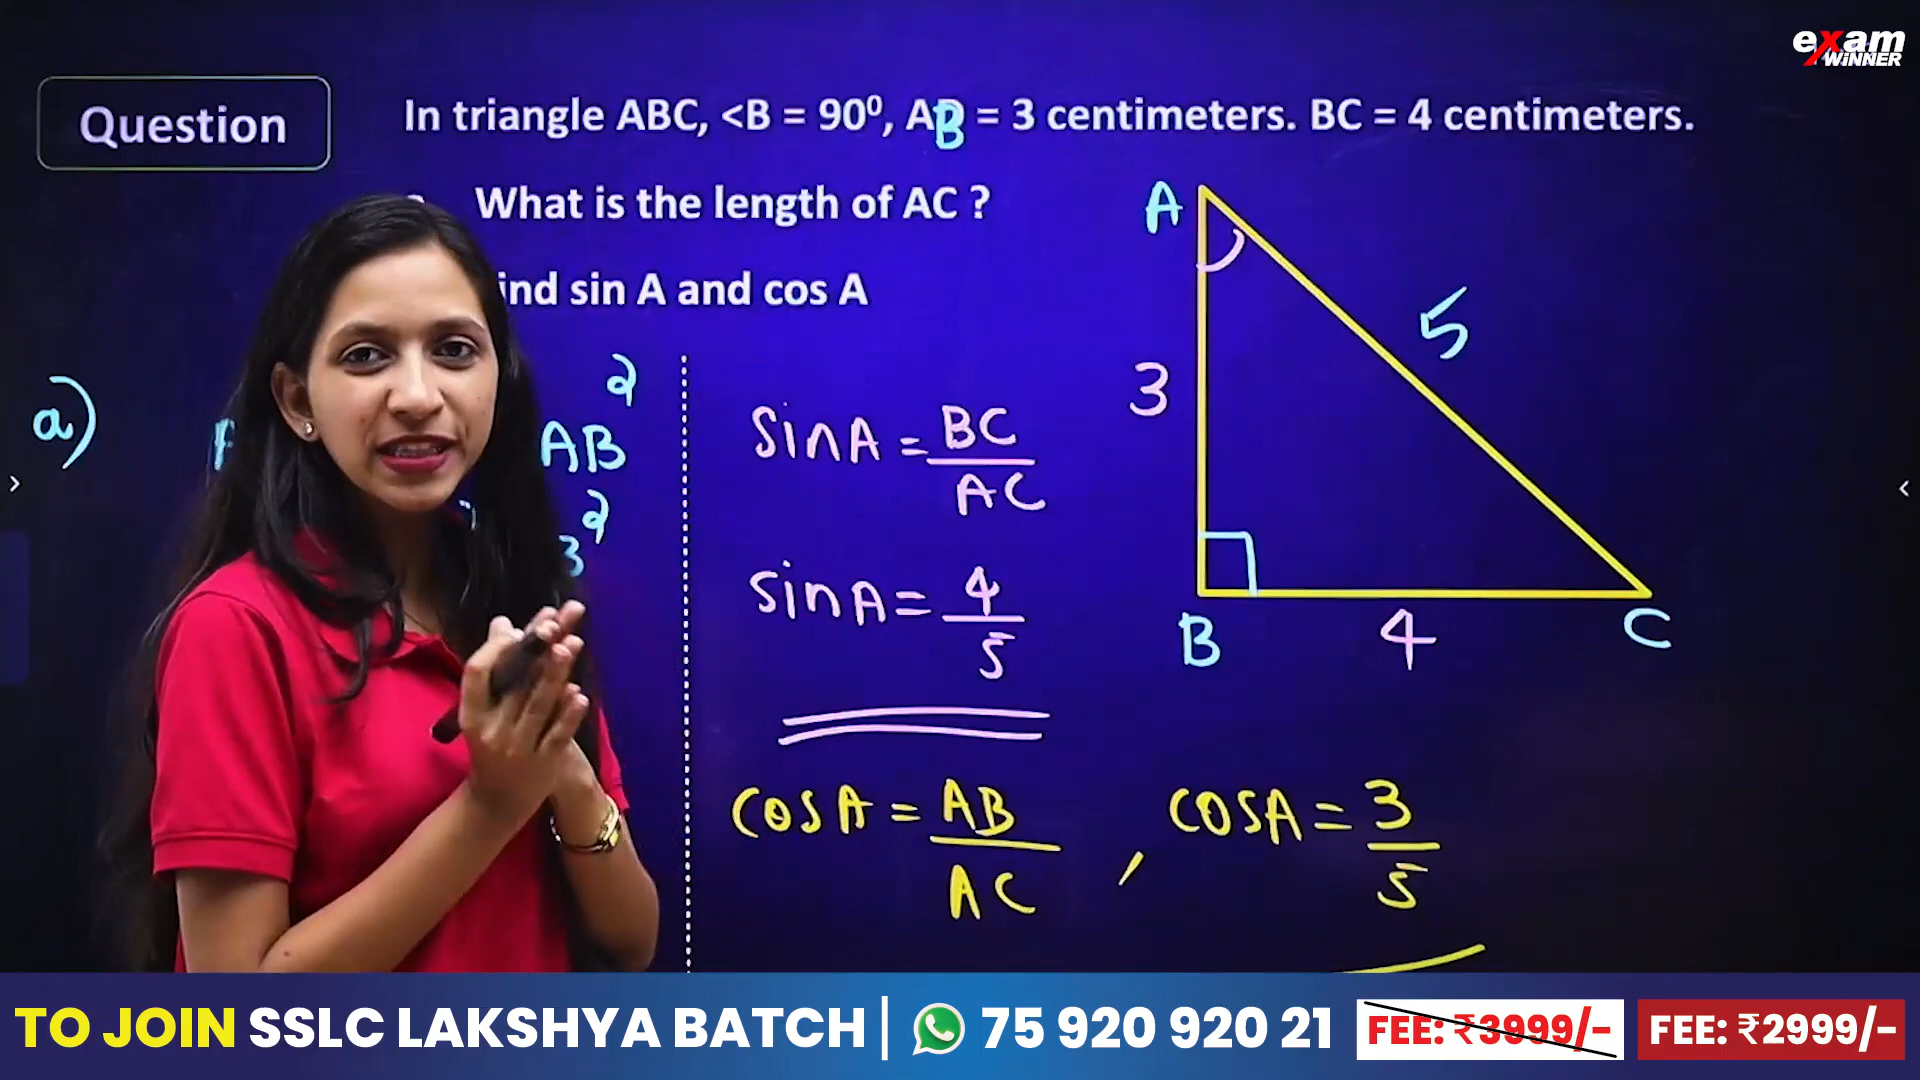 exam
WINNER
Question
In triangle ABC, <B = 90⁰, AB = 3 centimeters. BC = 4 centimeters.
What is the length of AC ?
ind sin A and cos A
a)
AB²
3²
sinA = BC/AC
sinA = 4/5
cosA = AB/AC , cosA = 3/5
A
3
5
B
4
C
TO JOIN SSLC LAKSHYA BATCH | 75 920 920 21
FEE: ₹3999/-
FEE: ₹2999/-